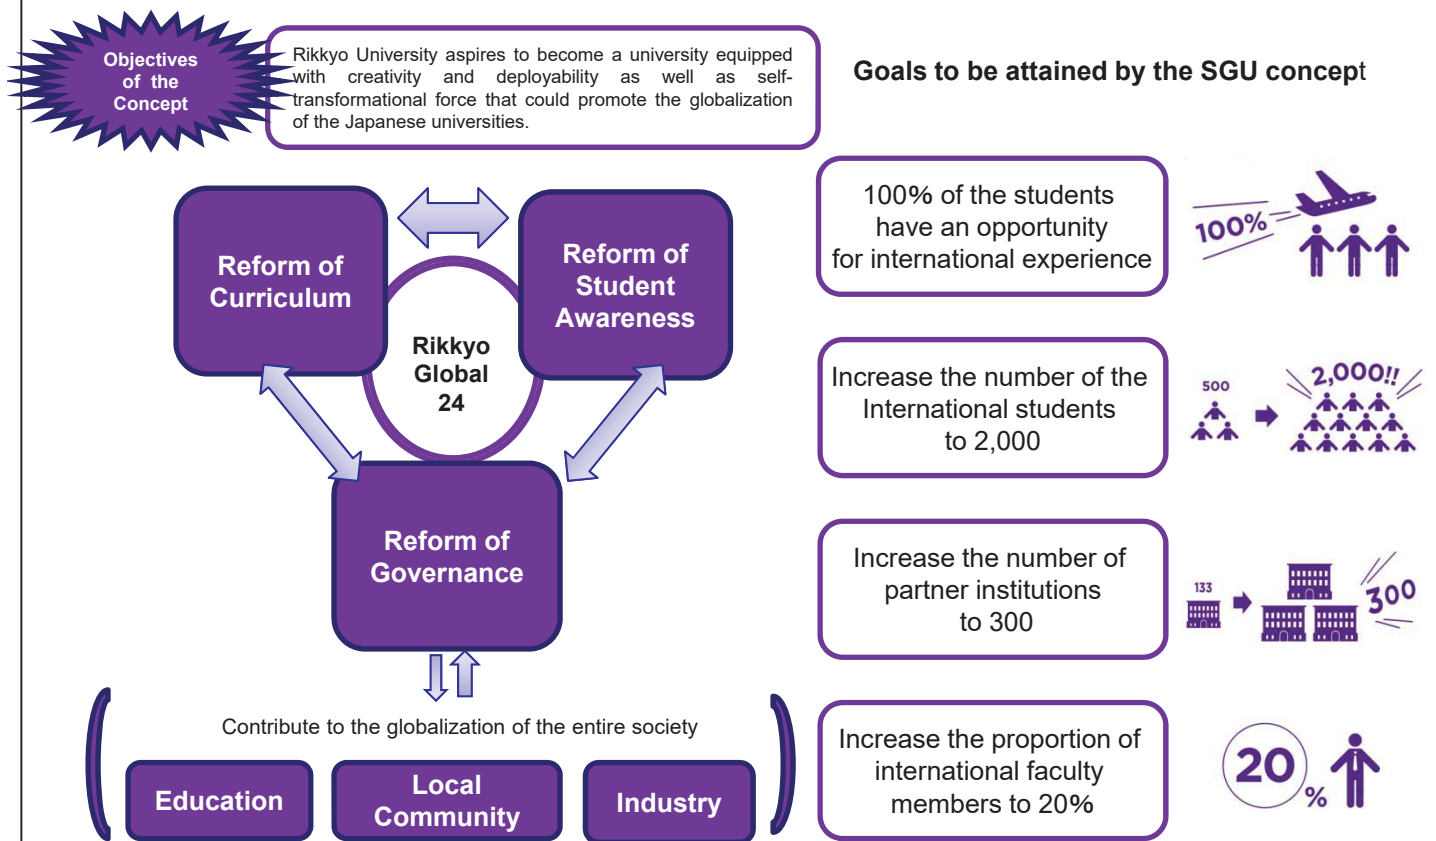 Objectives
of the
Concept
Rikkyo University aspires to become a university equipped
with creativity and deployability as well as self-
transformational force that could promote the globalization
of the Japanese universities.
Goals to be attained by the SGU concept
Reform of
Curriculum
Reform of
Student
Awareness
Rikkyo
Global
24
Reform of
Governance
Contribute to the globalization of the entire society
Education
Local
Community
Industry
100% of the students
have an opportunity
for international experience
100%
Increase the number of the
International students
to 2,000
500
2,000!!
Increase the number of
partner institutions
to 300
133
300
Increase the proportion of
international faculty
members to 20%
20%